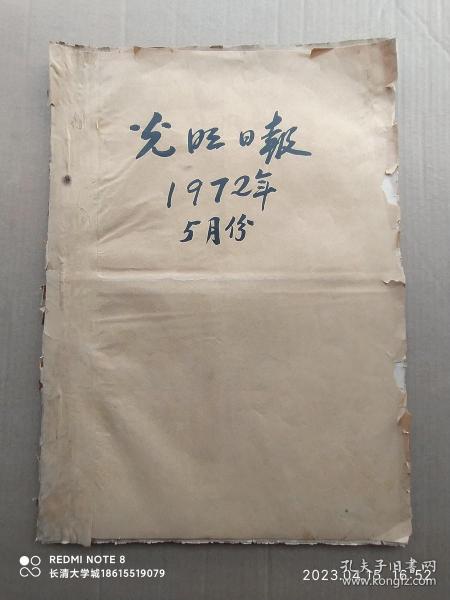 光明日報
1972年
5月份
REDMI NOTE 8
长清大学城18615519079
孔夫子旧书网
2023.04.15 16:52